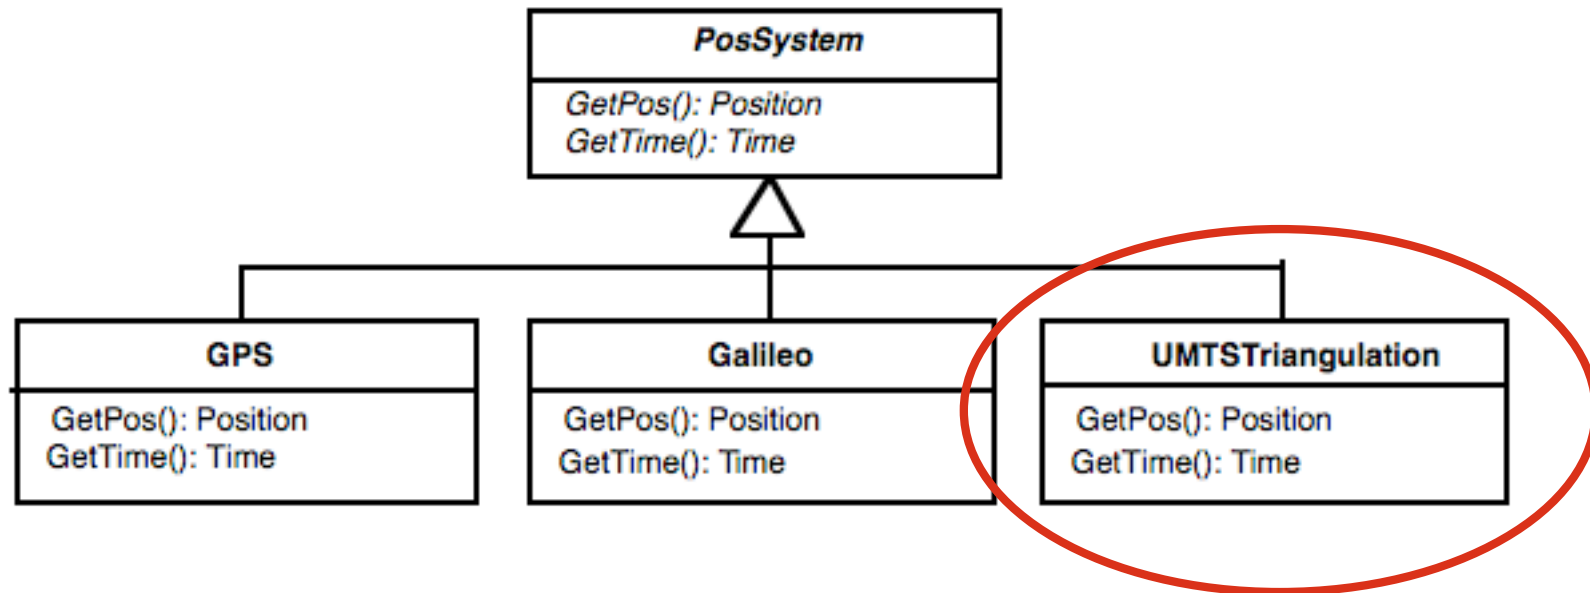 PosSystem
GetPos(): Position
GetTime(): Time
GPS
GetPos(): Position
GetTime(): Time
Galileo
GetPos(): Position
GetTime(): Time
UMTSTriangulation
GetPos(): Position
GetTime(): Time